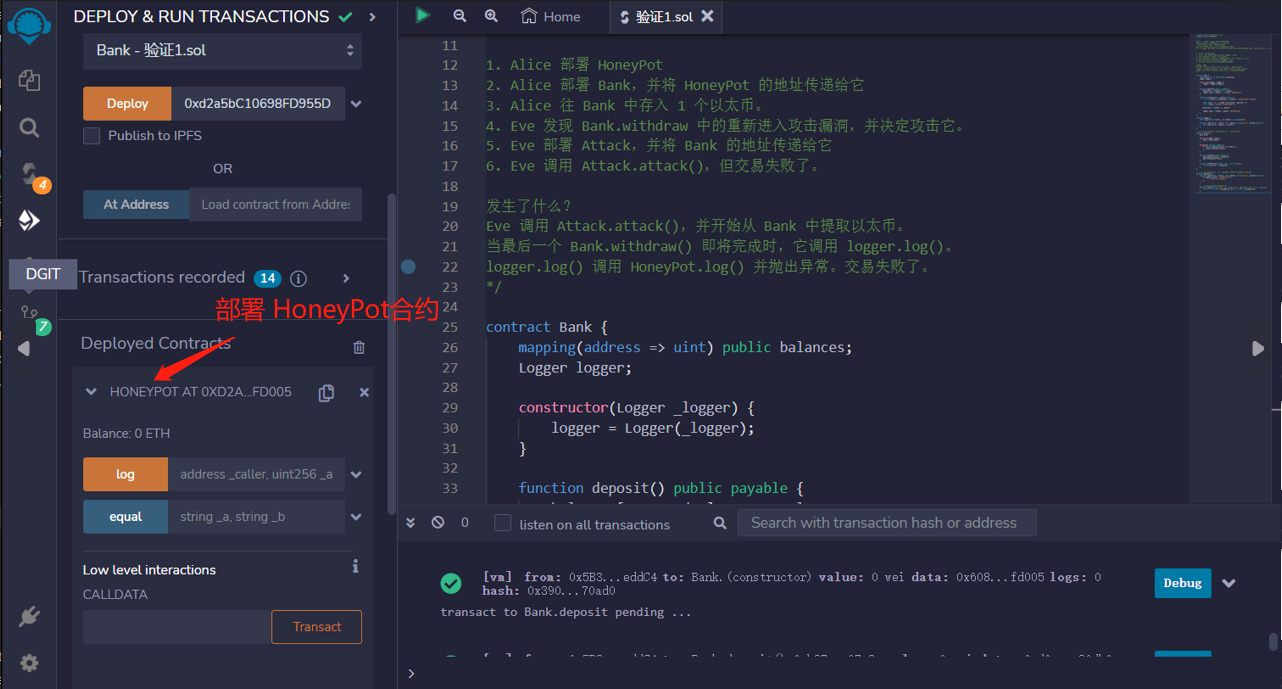 DEPLOY & RUN TRANSACTIONS
Bank - 验证1.sol
Deploy 0xd2a5bC10698FD955D
Publish to IPFS
OR
At Address Load contract from Addre
4
DGIT
Transactions recorded 14
部署 HoneyPot合约
7
Deployed Contracts
HONEYPOT AT 0XD2A...FD005
Balance: 0 ETH
log address _caller, uint256 _a
equal string _a, string _b
Low level interactions
CALLDATA
Transact
Home
验证1.sol
11
12 1. Alice 部署 HoneyPot
13 2. Alice 部署 Bank，并将 HoneyPot 的地址传递给它
14 3. Alice 往 Bank 中存入 1 个以太币。
15 4. Eve 发现 Bank.withdraw 中的重新进入攻击漏洞，并决定攻击它。
16 5. Eve 部署 Attack，并将 Bank 的地址传递给它
17 6. Eve 调用 Attack.attack()，但交易失败了。
18
19 发生了什么？
20 Eve 调用 Attack.attack()，并开始从 Bank 中提取以太币。
21 当最后一个 Bank.withdraw() 即将完成时，它调用 logger.log()。
22 logger.log() 调用 HoneyPot.log() 并抛出异常。交易失败了。
23 */
24
25 contract Bank {
26 mapping(address => uint) public balances;
27 Logger logger;
28
29 constructor(Logger _logger) {
30 logger = Logger(_logger);
31 }
32
33 function deposit() public payable {
0 listen on all transactions Search with transaction hash or address
[vm] from: 0x5B3...eddC4 to: Bank.(constructor) value: 0 wei data: 0x608...fd005 logs: 0
hash: 0x390...70ad0
Debug
transact to Bank.deposit pending ...
>